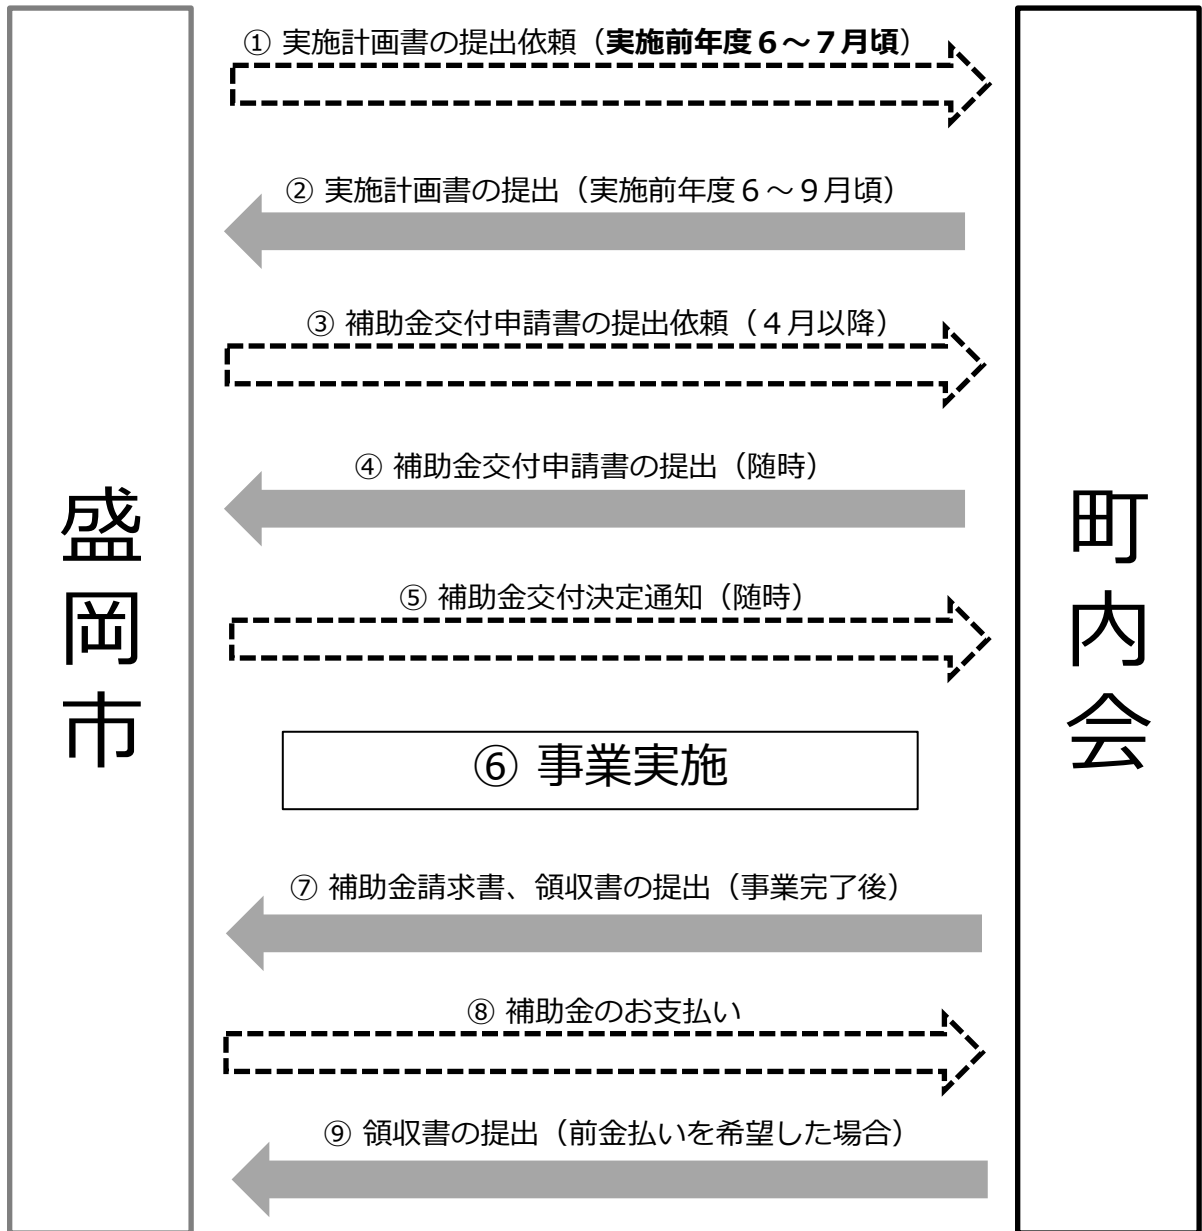 盛岡市
① 実施計画書の提出依頼（実施前年度６～７月頃）
② 実施計画書の提出（実施前年度６～９月頃）
③ 補助金交付申請書の提出依頼（４月以降）
④ 補助金交付申請書の提出（随時）
⑤ 補助金交付決定通知（随時）
⑥ 事業実施
⑦ 補助金請求書、領収書の提出（事業完了後）
⑧ 補助金のお支払い
⑨ 領収書の提出（前金払いを希望した場合）
町内会